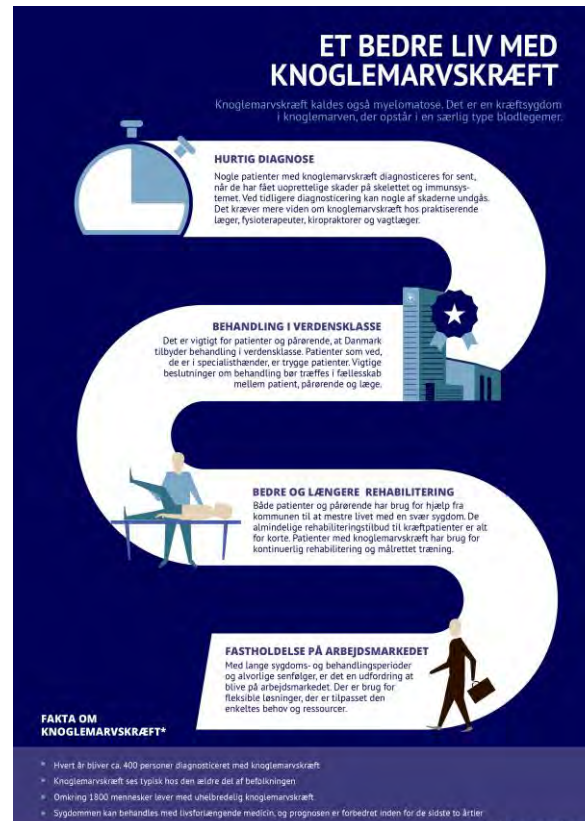 ET BEDRE LIV MED
KNOGLEMARVSKRÆFT
Knoglemarvskræft kaldes også myelomatose. Det er en kræftsygdom
i knoglemarven, der opstår i en særlig type blodlegemer.
HURTIG DIAGNOSE
Nogle patienter med knoglemarvskræft diagnosticeres for sent,
når de har fået uoprettelige skader på skelettet og immunsys-
temet. Ved tidligere diagnosticering kan nogle af skaderne undgås.
Det kræver mere viden om knoglemarvskræft hos praktiserende
læger, fysioterapeuter, kiropraktorer og vagtlæger.
BEHANDLING I VERDENSKLASSE
Det er vigtigt for patienter og pårørende, at Danmark
tilbyder behandling i verdensklasse. Patienter som ved,
de er i specialisthænder, er trygge patienter. Vigtige
beslutninger om behandling bør træffes i fællesskab
mellem patient, pårørende og læge.
BEDRE OG LÆNGERE REHABILITERING
Både patienter og pårørende har brug for hjælp fra
kommunen til at mestre livet med en svær sygdom. De
almindelige rehabiliteringstilbud til kræftpatienter er alt
for korte. Patienter med knoglemarvskræft har brug for
kontinuerlig rehabilitering og målrettet træning.
FASTHOLDELSE PÅ ARBEJDSMARKEDET
Med lange sygdoms- og behandlingsperioder
og alvorlige senfølger, er det en udfordring at
blive på arbejdsmarkedet. Der er brug for
fleksible løsninger, der er tilpasset den
enkeltes behov og ressourcer.
FAKTA OM
KNOGLEMARVSKRÆFT*
» Hvert år bliver ca. 400 personer diagnosticeret med knoglemarvskræft
» Knoglemarvskræft ses typisk hos den ældre del af befolkningen
» Omkring 1800 mennesker lever med uhelbredelig knoglemarvskræft
» Sygdommen kan behandles med livsforlængende medicin, og prognosen er forbedret inden for de sidste to årtier